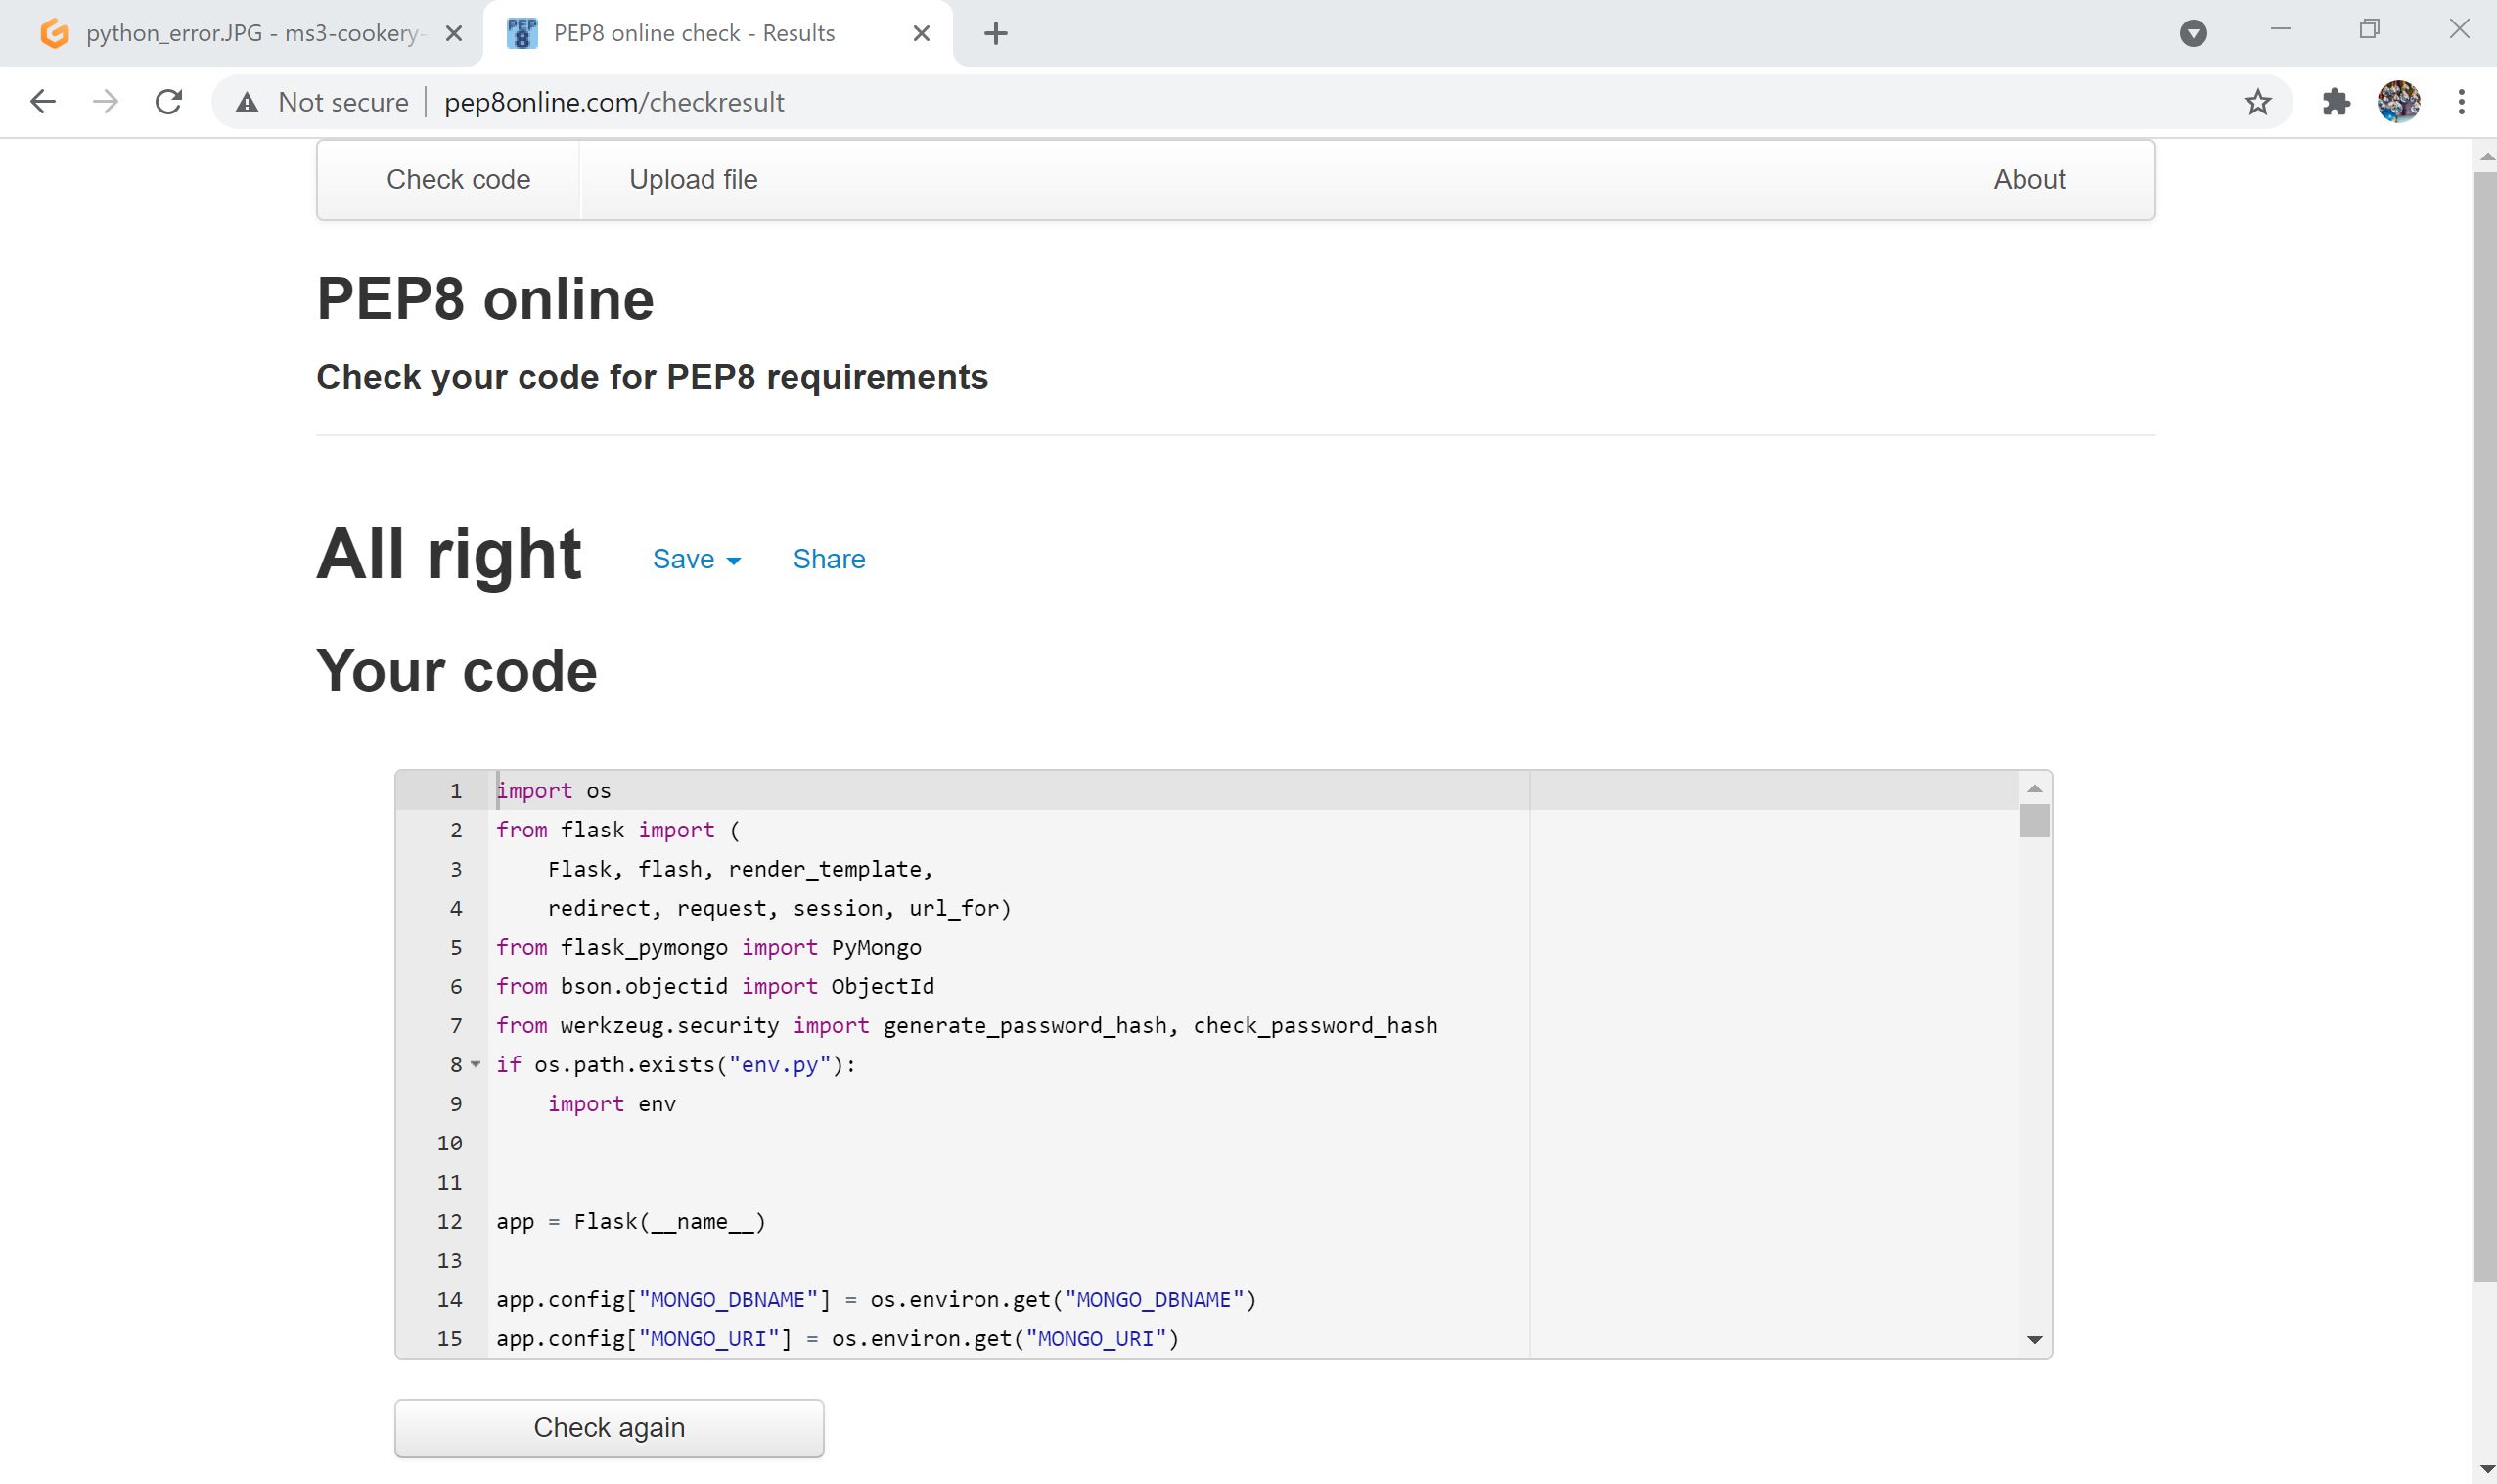 python_error.JPG - ms3-cookery-
PEP8 online check - Results
Not secure
pep8online.com/checkresult
Check code
Upload file
About
PEP8 online
Check your code for PEP8 requirements
All right
Save
Share
Your code
1 import os
2 from flask import (
3     Flask, flash, render_template,
4     redirect, request, session, url_for)
5 from flask_pymongo import PyMongo
6 from bson.objectid import ObjectId
7 from werkzeug.security import generate_password_hash, check_password_hash
8 if os.path.exists("env.py"):
9     import env
10
11
12 app = Flask(__name__)
13
14 app.config["MONGO_DBNAME"] = os.environ.get("MONGO_DBNAME")
15 app.config["MONGO_URI"] = os.environ.get("MONGO_URI")
Check again